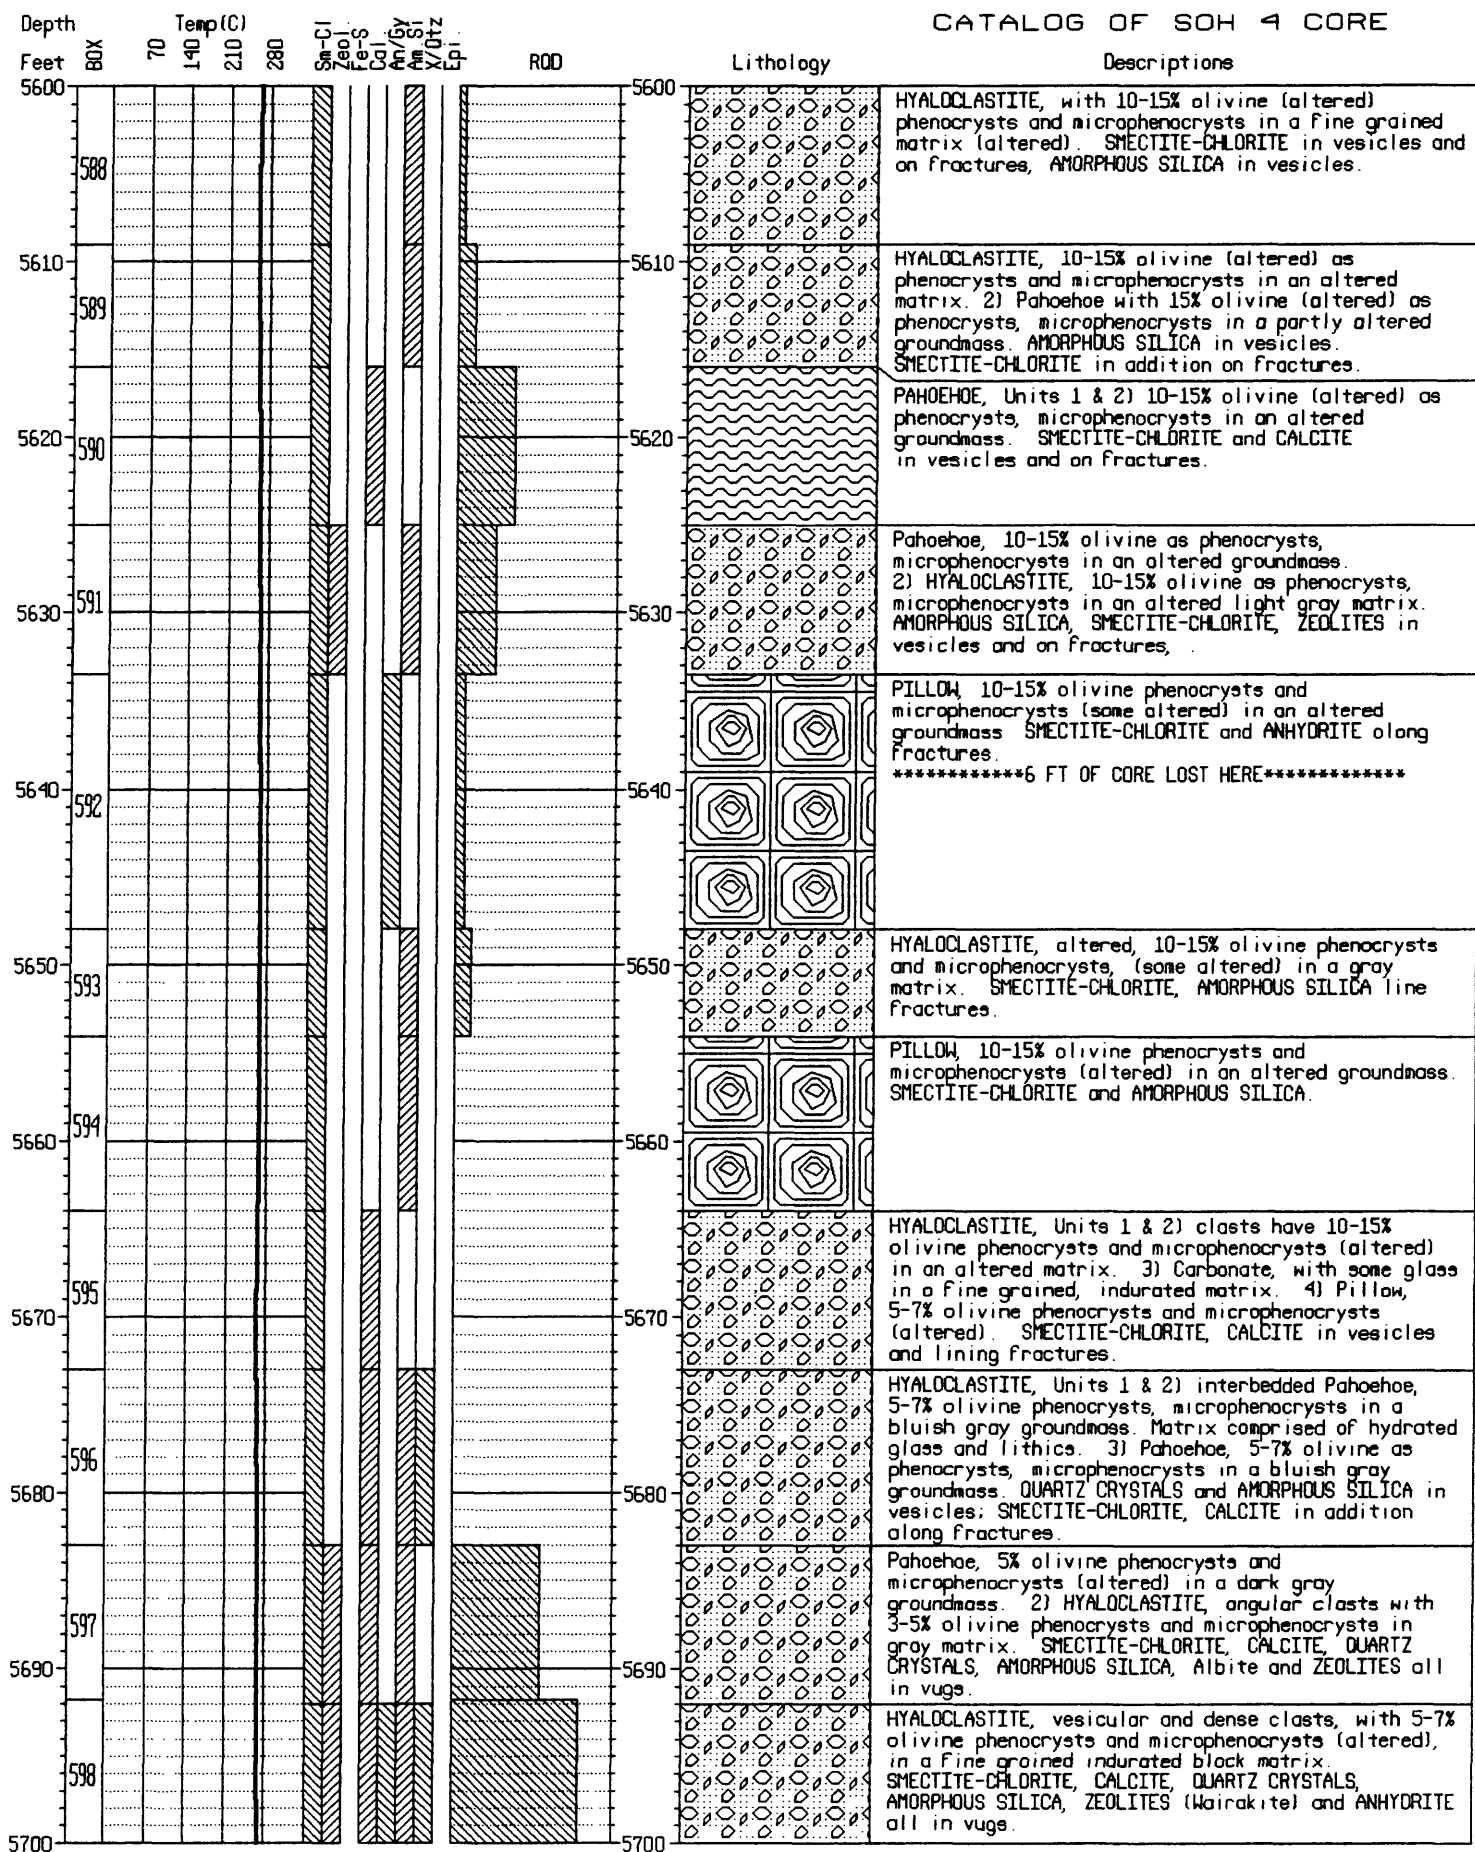 CATALOG OF SOH 4 CORE
Depth
Feet
BOX
Temp(C)
70
140
210
280
Sm-Cl
Zeol
Fe-S
Cal
An/Gy
Am Si
X/Qtz
Epi
RQD
Lithology
Descriptions
5600
5600
588
HYALOCLASTITE, with 10-15% olivine (altered)
phenocrysts and microphenocrysts in a fine grained
matrix (altered). SMECTITE-CHLORITE in vesicles and
on fractures, AMORPHOUS SILICA in vesicles.
5610
5610
589
HYALOCLASTITE, 10-15% olivine (altered) as
phenocrysts and microphenocrysts in an altered
matrix. 2) Pahoehoe with 15% olivine (altered) as
phenocrysts, microphenocrysts in a partly altered
groundmass. AMORPHOUS SILICA in vesicles.
SMECTITE-CHLORITE in addition on fractures.
590
5620
5620
PAHOEHOE, Units 1 & 2) 10-15% olivine (altered) as
phenocrysts, microphenocrysts in an altered
groundmass. SMECTITE-CHLORITE and CALCITE
in vesicles and on fractures.
591
5630
5630
Pahoehoe, 10-15% olivine as phenocrysts,
microphenocrysts in an altered groundmass.
2) HYALOCLASTITE, 10-15% olivine as phenocrysts,
microphenocrysts in an altered light gray matrix.
AMORPHOUS SILICA, SMECTITE-CHLORITE, ZEOLITES in
vesicles and on fractures, .
592
5640
5640
PILLOW, 10-15% olivine phenocrysts and
microphenocrysts (some altered) in an altered
groundmass SMECTITE-CHLORITE and ANHYDRITE along
fractures.
************6 FT OF CORE LOST HERE*************
593
5650
5650
HYALOCLASTITE, altered, 10-15% olivine phenocrysts
and microphenocrysts, (some altered) in a gray
matrix. SMECTITE-CHLORITE, AMORPHOUS SILICA line
fractures.
594
5660
5660
PILLOW, 10-15% olivine phenocrysts and
microphenocrysts (altered) in an altered groundmass.
SMECTITE-CHLORITE and AMORPHOUS SILICA.
595
5670
5670
HYALOCLASTITE, Units 1 & 2) clasts have 10-15%
olivine phenocrysts and microphenocrysts (altered)
in an altered matrix. 3) Carbonate, with some glass
in a fine grained, indurated matrix. 4) Pillow,
5-7% olivine phenocrysts and microphenocrysts
(altered). SMECTITE-CHLORITE, CALCITE in vesicles
and lining fractures.
596
5680
5680
HYALOCLASTITE, Units 1 & 2) interbedded Pahoehoe,
5-7% olivine phenocrysts, microphenocrysts in a
bluish gray groundmass. Matrix comprised of hydrated
glass and lithics. 3) Pahoehoe, 5-7% olivine as
phenocrysts, microphenocrysts in a bluish gray
groundmass. QUARTZ CRYSTALS and AMORPHOUS SILICA in
vesicles; SMECTITE-CHLORITE, CALCITE in addition
along fractures.
597
5690
5690
Pahoehoe, 5% olivine phenocrysts and
microphenocrysts (altered) in a dark gray
groundmass. 2) HYALOCLASTITE, angular clasts with
3-5% olivine phenocrysts and microphenocrysts in
gray matrix. SMECTITE-CHLORITE, CALCITE, QUARTZ
CRYSTALS, AMORPHOUS SILICA, Albite and ZEOLITES all
in vugs.
598
5700
5700
HYALOCLASTITE, vesicular and dense clasts, with 5-7%
olivine phenocrysts and microphenocrysts (altered),
in a fine grained indurated black matrix.
SMECTITE-CHLORITE, CALCITE, QUARTZ CRYSTALS,
AMORPHOUS SILICA, ZEOLITES (Wairakite) and ANHYDRITE
all in vugs.